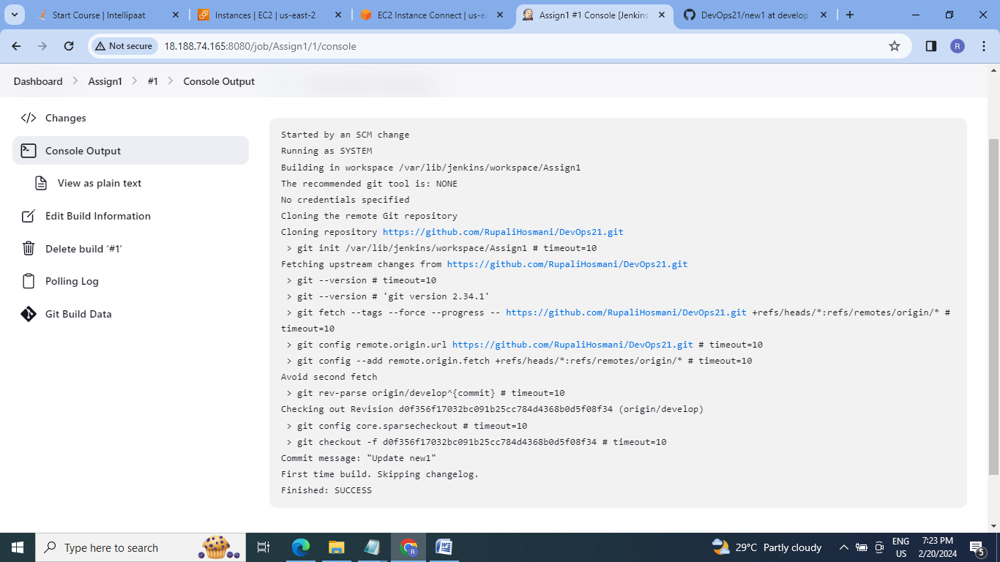 Start Course | Intellipaat
Instances | EC2 | us-east-2
EC2 Instance Connect | us-ea
Assign1 #1 Console [Jenkins
DevOps21/new1 at develop
Not secure
18.188.74.165:8080/job/Assign1/1/console
R
Dashboard
Assign1
#1
Console Output
Changes
Console Output
View as plain text
Edit Build Information
Delete build ‘#1’
Polling Log
Git Build Data
Started by an SCM change
Running as SYSTEM
Building in workspace /var/lib/jenkins/workspace/Assign1
The recommended git tool is: NONE
No credentials specified
Cloning the remote Git repository
Cloning repository https://github.com/RupaliHosmani/DevOps21.git
> git init /var/lib/jenkins/workspace/Assign1 # timeout=10
Fetching upstream changes from https://github.com/RupaliHosmani/DevOps21.git
> git --version # timeout=10
> git --version # 'git version 2.34.1'
> git fetch --tags --force --progress -- https://github.com/RupaliHosmani/DevOps21.git +refs/heads/*:refs/remotes/origin/* #
timeout=10
> git config remote.origin.url https://github.com/RupaliHosmani/DevOps21.git # timeout=10
> git config --add remote.origin.fetch +refs/heads/*:refs/remotes/origin/* # timeout=10
Avoid second fetch
> git rev-parse origin/develop^{commit} # timeout=10
Checking out Revision d0f356f17032bc091b25cc784d4368b0d5f08f34 (origin/develop)
> git config core.sparsecheckout # timeout=10
> git checkout -f d0f356f17032bc091b25cc784d4368b0d5f08f34 # timeout=10
Commit message: "Update new1"
First time build. Skipping changelog.
Finished: SUCCESS
Type here to search
R
29°C Partly cloudy
ENG
US
7:23 PM
2/20/2024
5